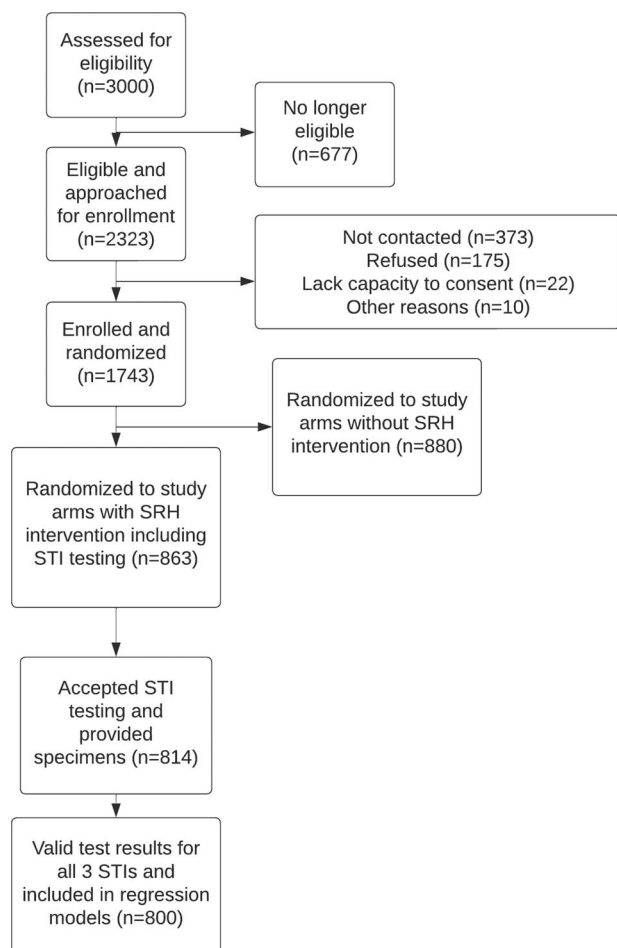 Assessed for
eligibility
(n=3000)
No longer
eligible
(n=677)
Eligible and
approached
for enrollment
(n=2323)
Not contacted (n=373)
Refused (n=175)
Lack capacity to consent (n=22)
Other reasons (n=10)
Enrolled and
randomized
(n=1743)
Randomized to study
arms without SRH
intervention (n=880)
Randomized to study
arms with SRH
intervention including
STI testing (n=863)
Accepted STI
testing and
provided
specimens (n=814)
Valid test results for
all 3 STIs and
included in regression
models (n=800)